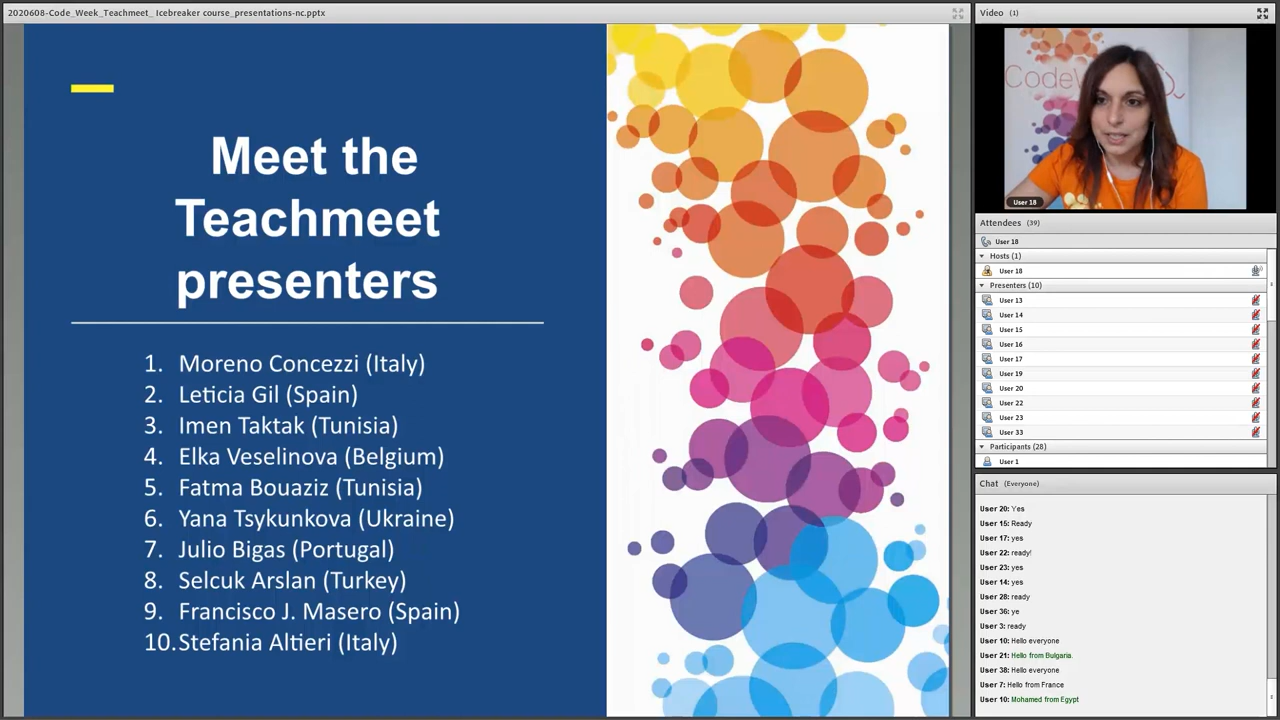 2020608-Code_Week_Teachmeet_ Icebreaker course_presentations-nc.pptx
Meet the
Teachmeet
presenters
1. Moreno Concezzi (Italy)
2. Leticia Gil (Spain)
3. Imen Taktak (Tunisia)
4. Elka Veselinova (Belgium)
5. Fatma Bouaziz (Tunisia)
6. Yana Tsykunkova (Ukraine)
7. Julio Bigas (Portugal)
8. Selcuk Arslan (Turkey)
9. Francisco J. Masero (Spain)
10. Stefania Altieri (Italy)
Video (1)
User 18
Attendees (39)
User 18
Hosts (1)
User 18
Presenters (10)
User 13
User 14
User 15
User 16
User 17
User 19
User 20
User 22
User 23
User 33
Participants (28)
User 1
Chat (Everyone)
User 20: Yes
User 15: Ready
User 17: yes
User 22: ready!
User 23: yes
User 14: yes
User 28: ready
User 36: ye
User 3: ready
User 10: Hello everyone
User 21: Hello from Bulgaria.
User 38: Hello everyone
User 7: Hello from France
User 10: Mohamed from Egypt